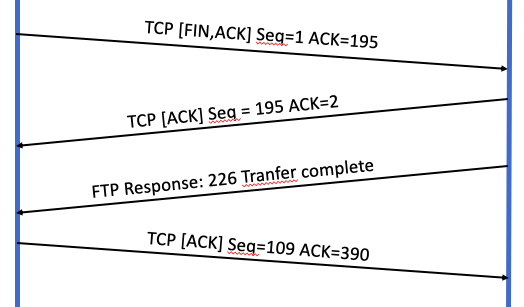 TCP [FIN,ACK] Seq=1 ACK=195
TCP [ACK] Seq = 195 ACK=2
FTP Response: 226 Tranfer complete
TCP [ACK] Seq=109 ACK=390